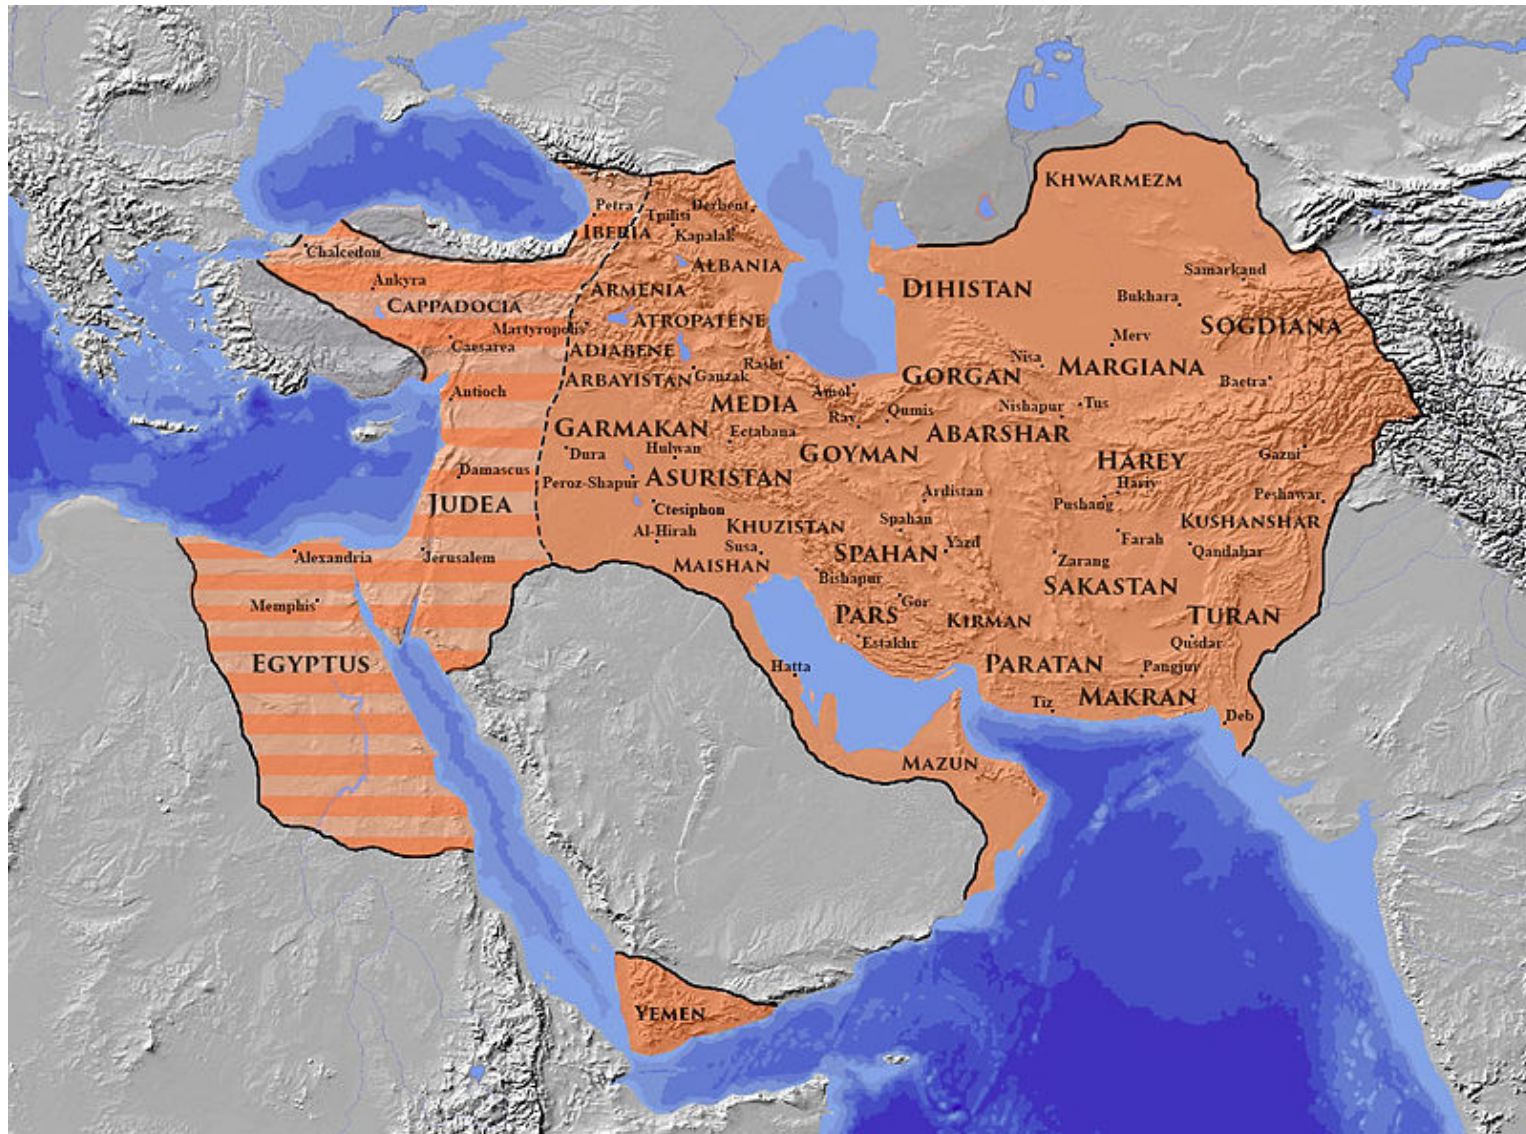 KHWARMEZM
Petra
Tpilisi
Derbent
IBERIA
Kapalak
Chalcedon
ALBANIA
Samarkand
Ankyra
ARMENIA
DIHISTAN
Bukhara
CAPPADOCIA
ATROPATENE
SOGDIANA
Martyropolis
Merv
Caesarea
ADIABENE
Nisa
MARGIANA
Rasht
ARBAYISTAN
Ganzak
GORGAN
Bactra
Antioch
Amol
MEDIA
Qumis
Nishapur
Tus
Ray
GARMAKAN
Ectabana
ABARSHAR
Hulwan
GOYMAN
Dura
HAREY
Gazni
Damascus
ASURISTAN
Peroz-Shapur
Hariy
Ardistan
Peshawar
JUDEA
Pushang
Ctesiphon
Spahan
KHUZISTAN
KUSHANSHAR
Al-Hirah
Farah
Yazd
Susa
SPAHAN
Qandahar
Alexandria
Jerusalem
MAISHAN
Zarang
Bishapur
SAKASTAN
Memphis
Gor
PARS
KIRMAN
TURAN
Estakhr
Qusdar
EGYPTUS
Hatta
PARATAN
Pangjur
MAKRAN
Tiz
Deb
MAZUN
YEMEN